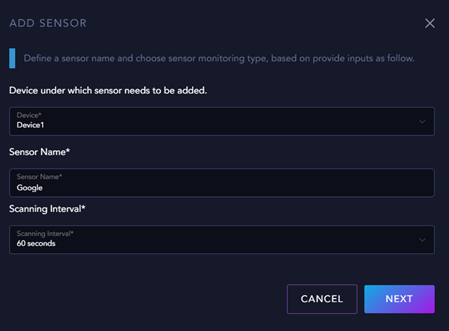 ADD SENSOR
Define a sensor name and choose sensor monitoring type, based on provide inputs as follow.
Device under which sensor needs to be added.
Device*
Device1
Sensor Name*
Sensor Name*
Google
Scanning Interval*
Scanning Interval*
60 seconds
CANCEL NEXT